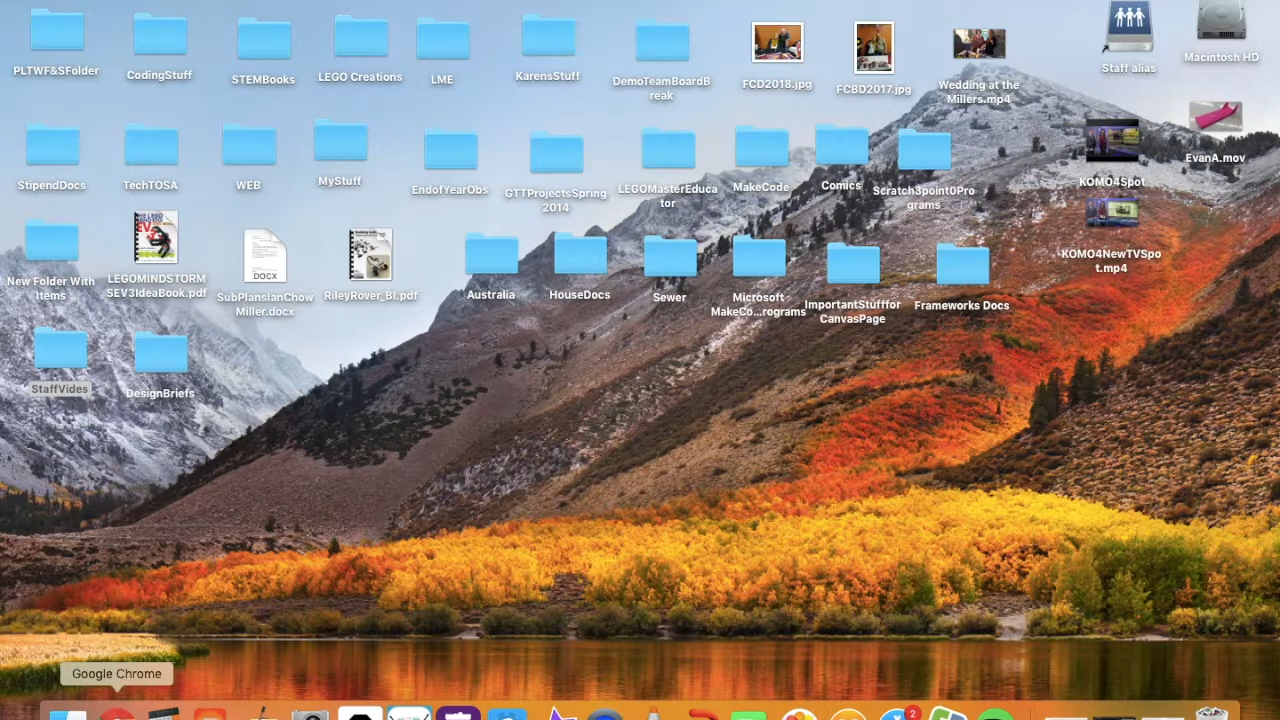 PLTWF&SFolder
CodingStuff
STEMBooks
LEGO Creations
LME
KarensStuff
DemoTeamBoardB
reak
FCD2018.jpg
FCBD2017.jpg
Wedding at the
Millers.mp4
Staff alias
Macintosh HD
StipendDocs
TechTOSA
WEB
MyStuff
EndofYearObs
GTTProjectsSpring
2014
LEGOMasterEduca
tor
MakeCode
Comics
Scratch3point0Pro
grams
KOMO4Spot
EvanA.mov
New Folder With
Items
LEGOMINDSTORM
SEV3IdeaBook.pdf
DOCX
SubPlansIanChow
Miller.docx
RileyRover_BI.pdf
Australia
HouseDocs
Sewer
Microsoft
MakeCo...rograms
ImportantStufffor
CanvasPage
Frameworks Docs
KOMO4NewTVSpo
t.mp4
StaffVides
DesignBriefs
Google Chrome
2